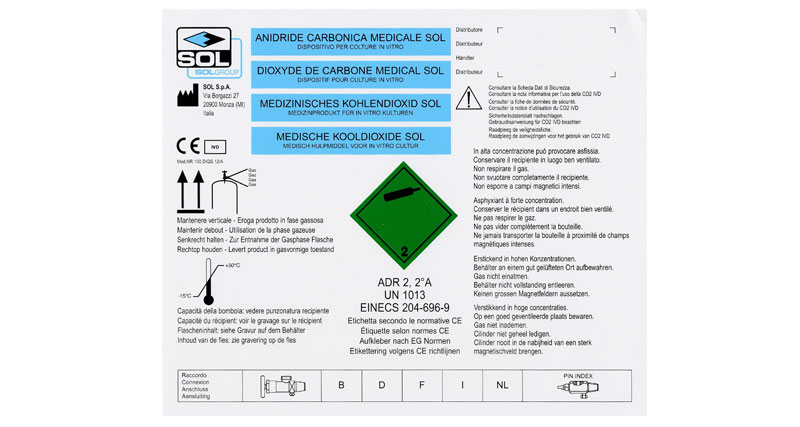 SOL
SOLGROUP
ANIDRIDE CARBONICA MEDICALE SOL
DISPOSITIVO PER COLTURE IN VITRO
DIOXYDE DE CARBONE MEDICAL SOL
DISPOSITIF POUR CULTURE IN VITRO
MEDIZINISCHES KOHLENDIOXID SOL
MEDIZINPRODUKT FÜR IN VITRO KULTUREN
MEDISCHE KOOLDIOXIDE SOL
MEDISCH HULPMIDDEL VOOR IN VITRO CULTUR
Distributore
Distributeur
Händler
Distributeur
SOL S.p.A.
Via Borgazzi 27
20900 Monza (MI)
Italia
CE
IVD
Mod.AIR.100.DIQS.12/A
Consultare la Scheda Dati di Sicurezza.
Consultare la nota informativa per l'uso della CO2 IVD
Consulter la fiche de données de sécurité.
Consulter la notice d'utilisation du CO2 IVD
Sicherheitsdatenblatt nachschlagen.
Gebrauchsanweisung für CO2 IVD beachten
Raadpleeg de veiligheidsfiche.
Raadpleeg de aanwijzingen voor het gebruik van CO2 IVD
Gas
Gaz
Gas
Gas
Mantenere verticale - Eroga prodotto in fase gassosa
Maintenir debout - Utilisation de la phase gazeuse
Senkrecht halten - Zur Entnahme der Gasphase Flasche
Rechtop houden - Levert product in gasvormige toestand
+50°C
-15°C
Capacità della bombola: vedere punzonatura recipiente
Capacité du récipient: voir le gravage sur le récipient
Flascheninhalt: siehe Gravur auf dem Behälter
Inhoud van de fles: zie gravering op de fles
2
ADR 2, 2°A
UN 1013
EINECS 204-696-9
Etichetta secondo le normative CE
Étiquette selon normes CE
Aufkleber nach EG Normen
Etikettering volgens CE richtlijnen
In alta concentrazione può provocare asfissia.
Conservare il recipiente in luogo ben ventilato.
Non respirare il gas.
Non svuotare completamente il recipiente.
Non esporre a campi magnetici intensi.
Asphyxiant à forte concentration.
Conserver le récipient dans un endroit bien ventilé.
Ne pas respirer le gaz.
Ne pas vider complètement la bouteille.
Ne jamais transporter la bouteille à proximité de champs
magnétiques intenses.
Erstickend in hohen Konzentrationen.
Behälter an einem gut gelüfteten Ort aufbewahren.
Gas nicht einatmen.
Behälter nicht vollständing entleeren.
Keinen grossen Magnetfeldern aussetzen.
Verstikkend in hoge concentraties.
Op een goed geventileerde plaats bewaren.
Gas niet inademen.
Cilinder niet geheel ledigen.
Cilinder nooit in de nabijheid van een sterk
magnetischveld brengen.
Raccordo
Connexion
Anschluss
Aansluiting
B
D
F
I
NL
PIN INDEX